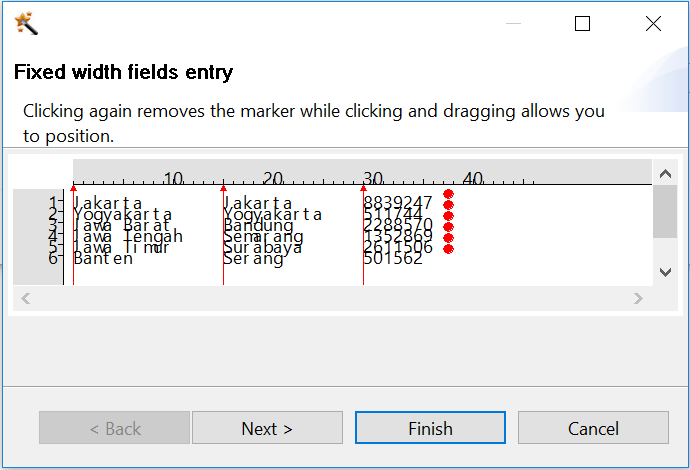 Fixed width fields entry
Clicking again removes the marker while clicking and dragging allows you
to position.
10 20 30 40
1 Jakarta Jakarta 8839247
2 Yogyakarta Yogyakarta 511744
3 Jawa Barat Bandung 2288570
4 Jawa Tengah Semarang 1352869
5 Jawa Timur Surabaya 2611506
6 Banten Serang 501562
< Back Next > Finish Cancel